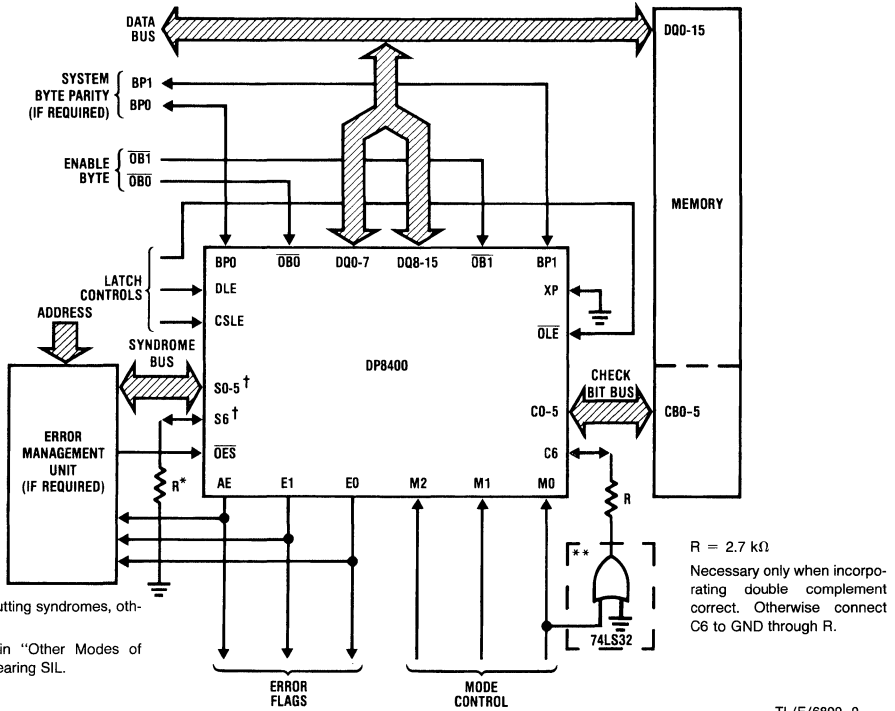 DATA
BUS
DQ0-15
SYSTEM
BYTE PARITY
(IF REQUIRED)
BP1
BP0
ENABLE
BYTE
OB1
OB0
MEMORY
LATCH
CONTROLS
BP0
OB0
DQ0-7
DQ8-15
OB1
BP1
DLE
XP
CSLE
OLE
ADDRESS
SYNDROME
BUS
DP8400
S0-5†
S6†
OES
CHECK
BIT BUS
C0-5
CB0-5
C6
ERROR
MANAGEMENT
UNIT
(IF REQUIRED)
R*
R
AE
E1
E0
M2
M1
M0
**
74LS32
R = 2.7 kΩ
Necessary only when incorpo-
rating double complement
correct. Otherwise connect
C6 to GND through R.
utting syndromes, oth-
in "Other Modes of
earing SIL.
ERROR
FLAGS
MODE
CONTROL